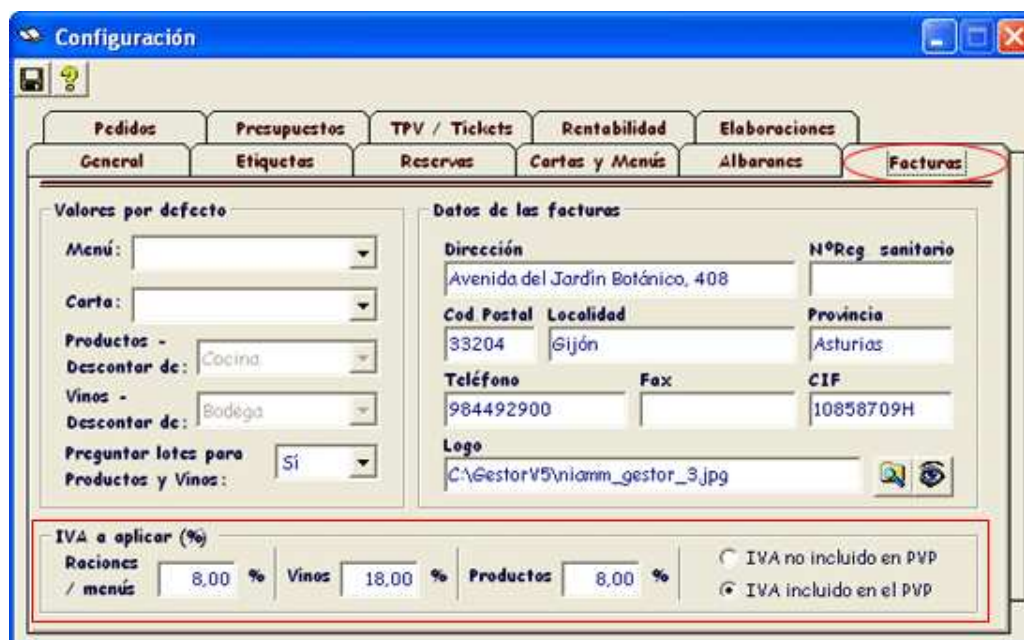 Configuración
Pedidos Presupuestos TPV / Tickets Rentabilidad Elaboraciones
General Etiquetas Reservas Cartas y Menús Albaranes Facturas
Valores por defecto
Menú:
Carta:
Productos -
Descontar de: Cocina
Vinos -
Descontar de: Bodega
Preguntar lotes para
Productos y Vinos: Sí
Datos de las facturas
Dirección NºReg sanitario
Avenida del Jardín Botánico, 408
Cod Postal Localidad Provincia
33204 Gijón Asturias
Teléfono Fax CIF
984492900 10858709H
Logo
C:\GestorV5\niamm_gestor_3.jpg
IVA a aplicar (%)
Raciones
/ menús 8,00 % Vinos 18,00 % Productos 8,00 %
IVA no incluido en PVP
IVA incluido en el PVP